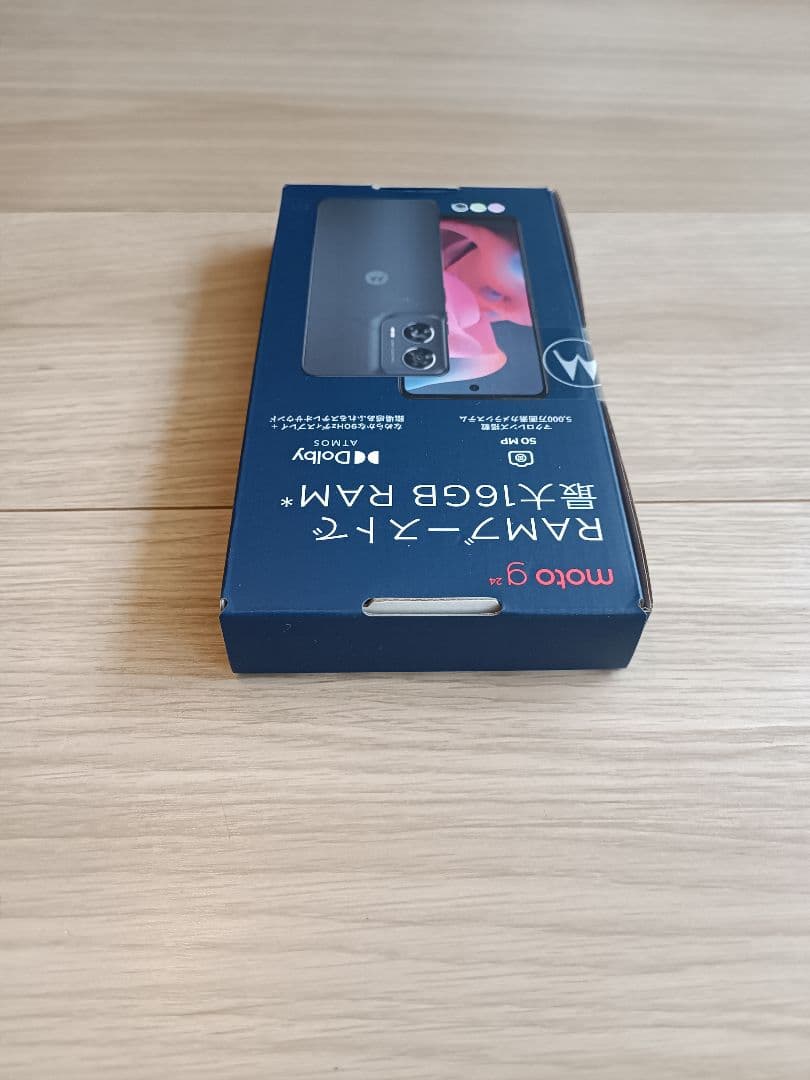 moto g 24
RAMブーストで
最大16GB RAM*
50 MP
マクロレンズ搭載
5,000万画素カメラシステム
Dolby
ATMOS
なめらかな90Hzディスプレイ+
臨場感あふれるステレオサウンド